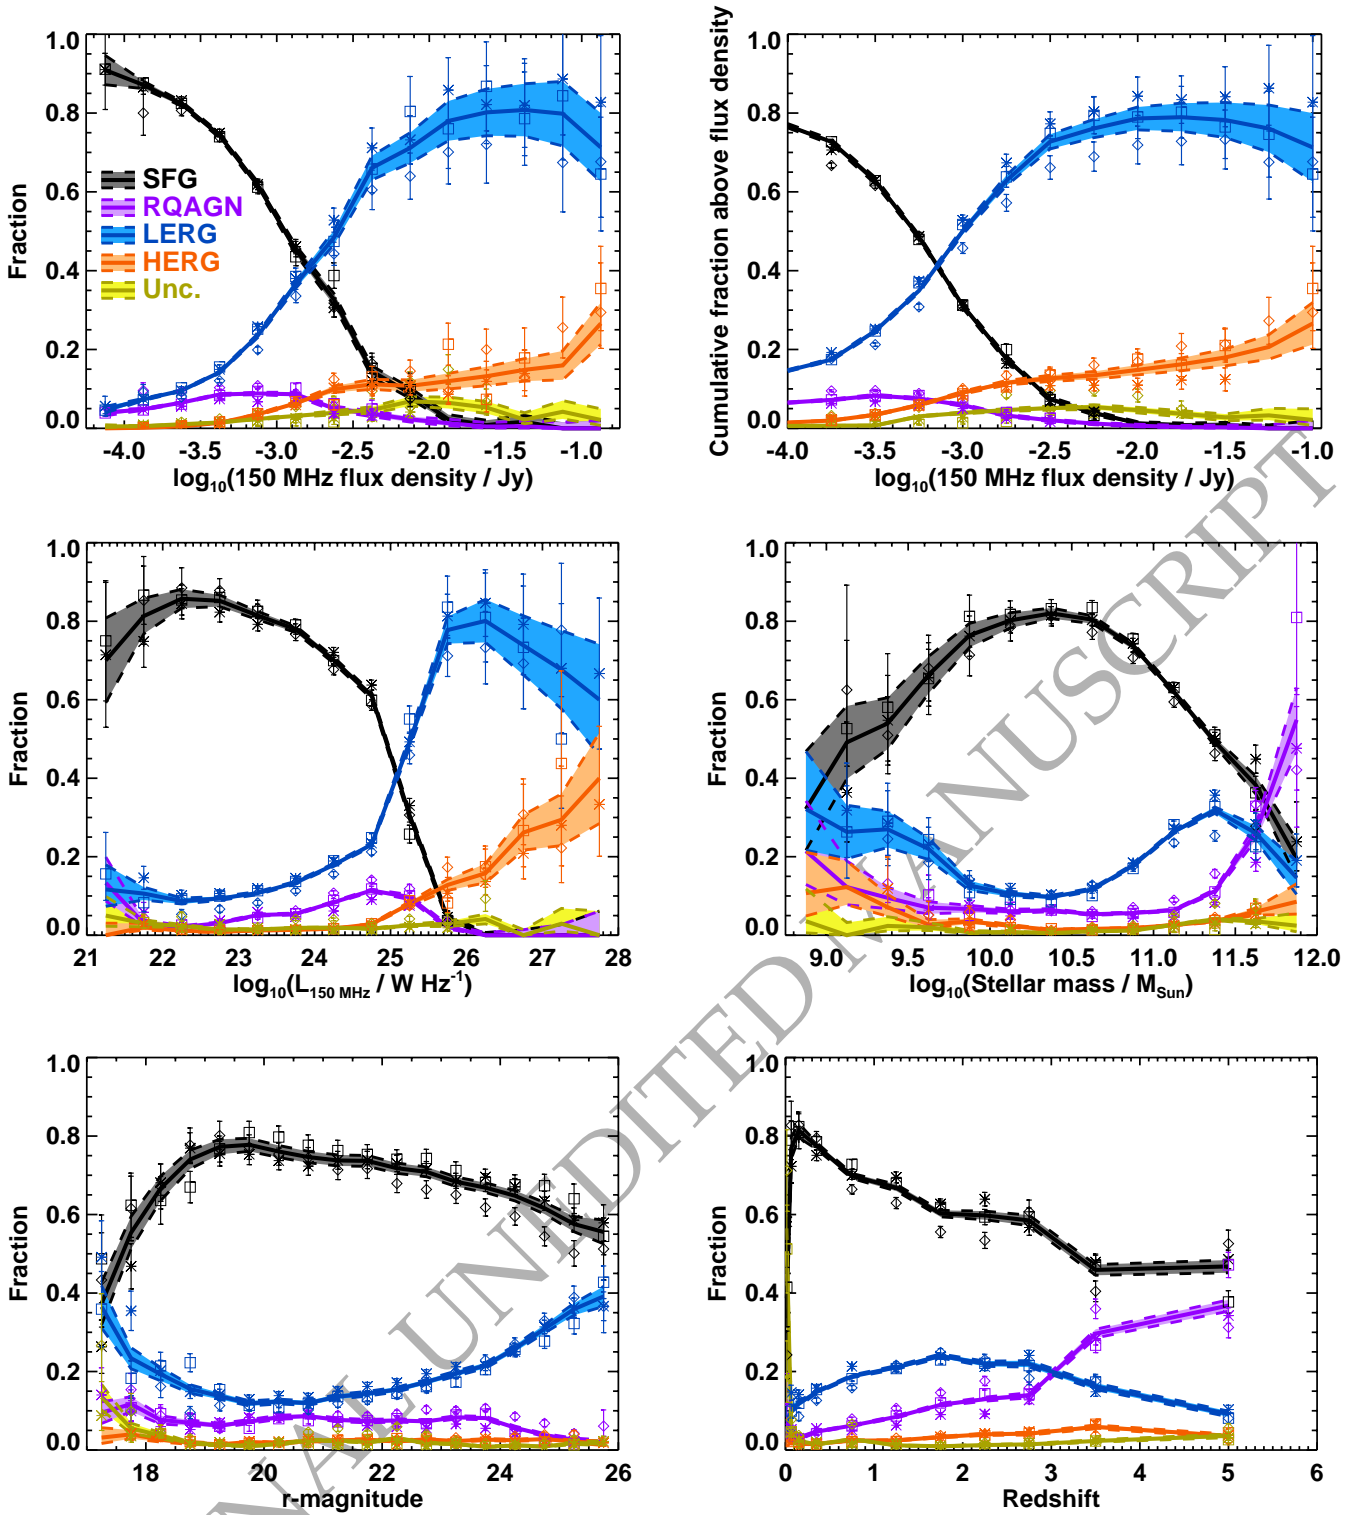 1.0
0.8
0.6
0.4
0.2
0.0
Fraction
SFG
RQAGN
LERG
HERG
Unc.
-4.0 -3.5 -3.0 -2.5 -2.0 -1.5 -1.0
log10(150 MHz flux density / Jy)
1.0
0.8
0.6
0.4
0.2
0.0
Cumulative fraction above flux density
-4.0 -3.5 -3.0 -2.5 -2.0 -1.5 -1.0
log10(150 MHz flux density / Jy)
1.0
0.8
0.6
0.4
0.2
0.0
Fraction
21 22 23 24 25 26 27 28
log10(L150 MHz / W Hz-1)
1.0
0.8
0.6
0.4
0.2
0.0
Fraction
9.0 9.5 10.0 10.5 11.0 11.5 12.0
log10(Stellar mass / MSun)
1.0
0.8
0.6
0.4
0.2
0.0
Fraction
18 20 22 24 26
r-magnitude
1.0
0.8
0.6
0.4
0.2
0.0
Fraction
0 1 2 3 4 5 6
Redshift
NAL UNEDITED MANUSCRIPT